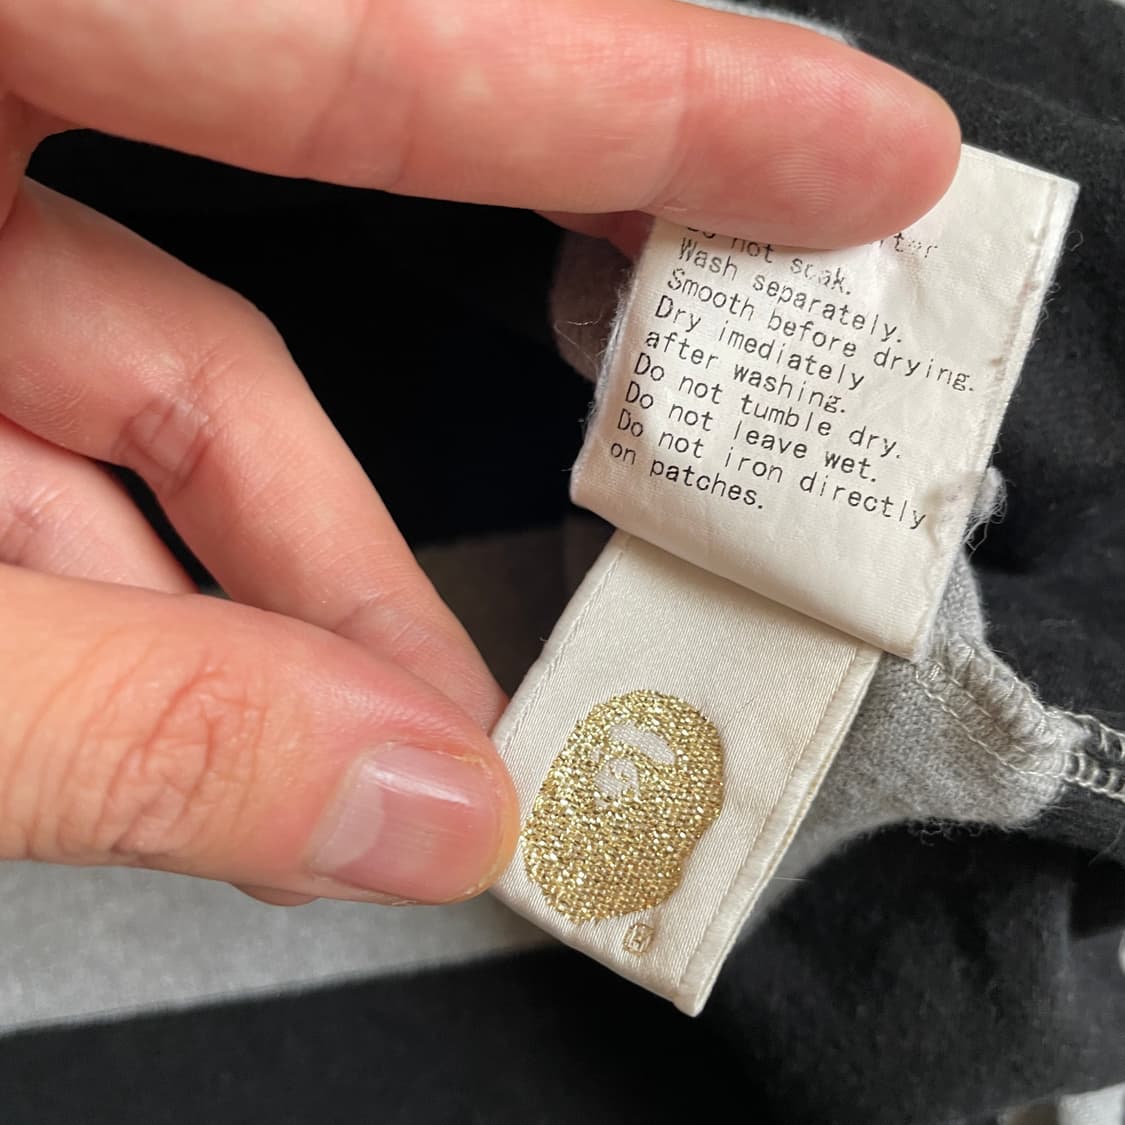 Do not soak.
Wash separately.
Smooth before drying.
Dry imediately
after washing.
Do not tumble dry.
Do not leave wet.
Do not iron directly
on patches.